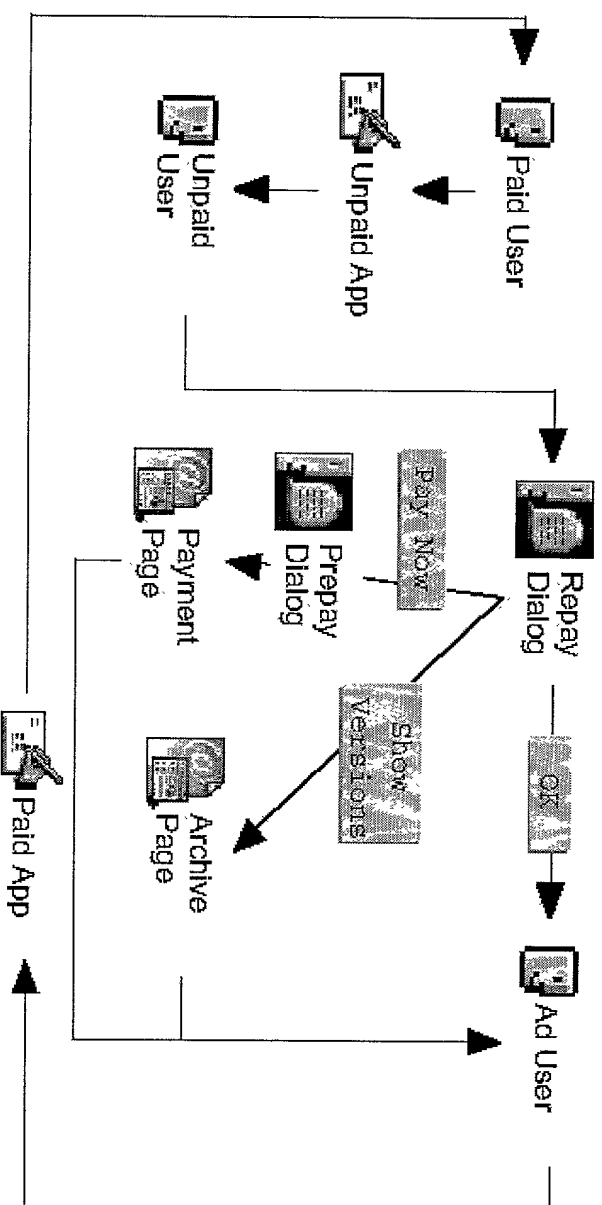 Paid User
Unpaid App
Unpaid
User
Repay
Dialog
Pay Now
Prepay
Dialog
Payment
Page
Show
Versions
Archive
Page
OK
Ad User
Paid App